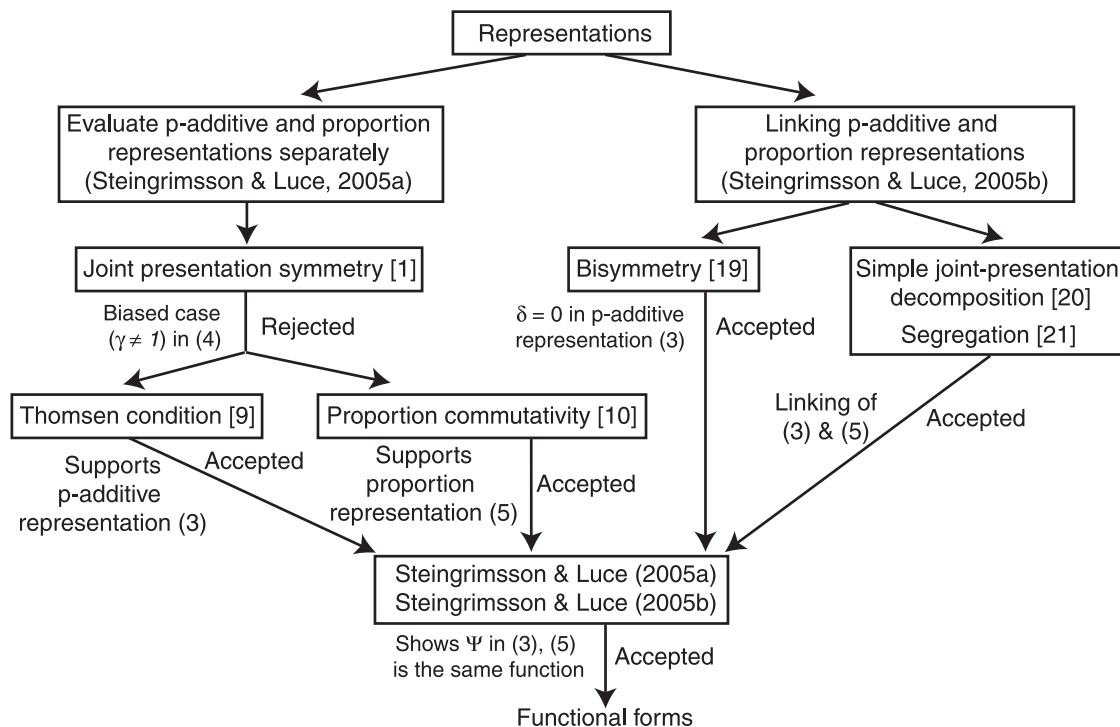 Representations
Evaluate p-additive and proportion
representations separately
(Steingrimsson & Luce, 2005a)
Linking p-additive and
proportion representations
(Steingrimsson & Luce, 2005b)
Joint presentation symmetry [1]
Bisymmetry [19]
Simple joint-presentation
decomposition [20]
Segregation [21]
Biased case
(γ ≠ 1) in (4)
Rejected
δ = 0 in p-additive
representation (3)
Accepted
Thomsen condition [9]
Proportion commutativity [10]
Linking of
(3) & (5)
Accepted
Supports
p-additive
representation (3)
Accepted
Supports
proportion
representation (5)
Accepted
Steingrimsson & Luce (2005a)
Steingrimsson & Luce (2005b)
Shows Ψ in (3), (5)
is the same function
Accepted
Functional forms